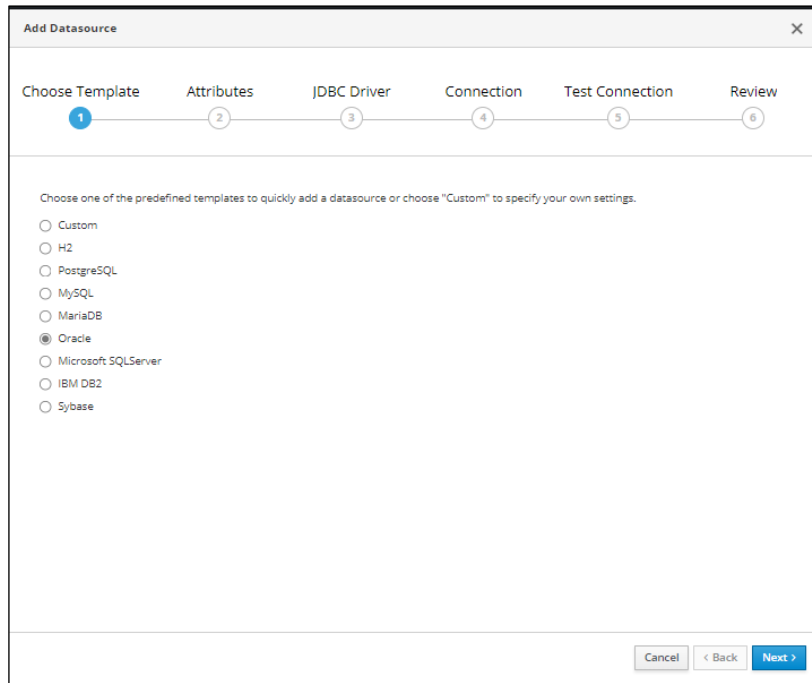 Add Datasource ×
Choose Template Attributes JDBC Driver Connection Test Connection Review
1 2 3 4 5 6
Choose one of the predefined templates to quickly add a datasource or choose "Custom" to specify your own settings.
Custom
H2
PostgreSQL
MySQL
MariaDB
Oracle
Microsoft SQLServer
IBM DB2
Sybase
Cancel < Back Next >